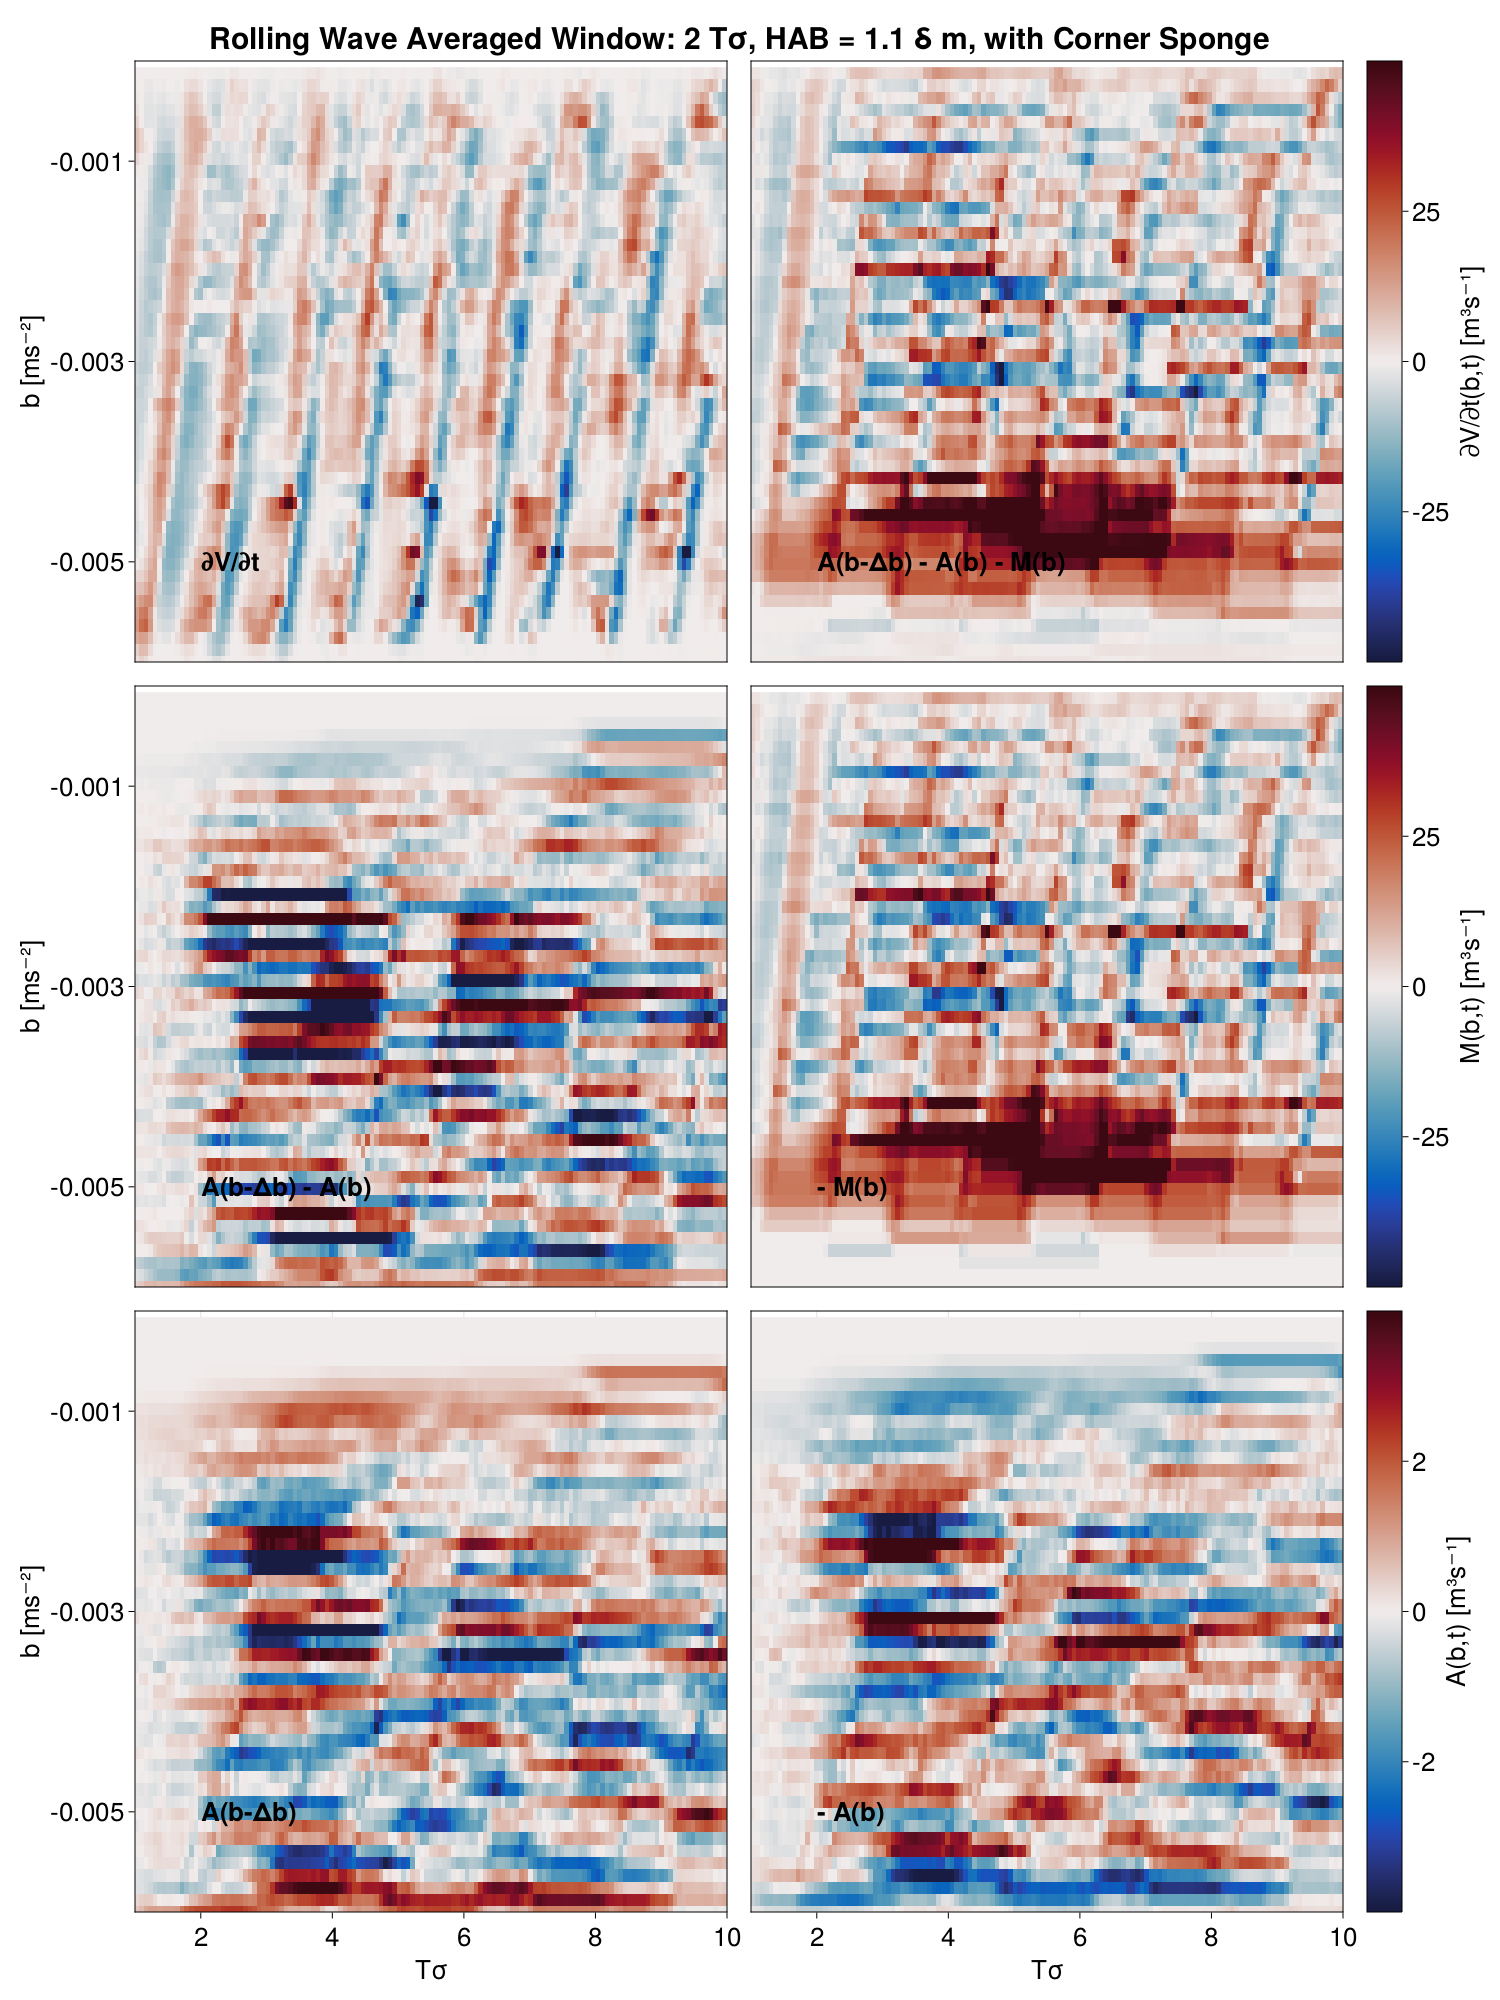 Rolling Wave Averaged Window: 2 Tσ, HAB = 1.1 δ m, with Corner Sponge
b [ms⁻²]
-0.001
-0.003
-0.005
∂V/∂t
A(b-Δb) - A(b) - M(b)
25
0
-25
∂V/∂t(b,t) [m³s⁻¹]
b [ms⁻²]
-0.001
-0.003
-0.005
A(b-Δb) - A(b)
- M(b)
25
0
-25
M(b,t) [m³s⁻¹]
b [ms⁻²]
-0.001
-0.003
-0.005
A(b-Δb)
- A(b)
2
0
-2
A(b,t) [m³s⁻¹]
2 4 6 8 10
2 4 6 8 10
Tσ
Tσ